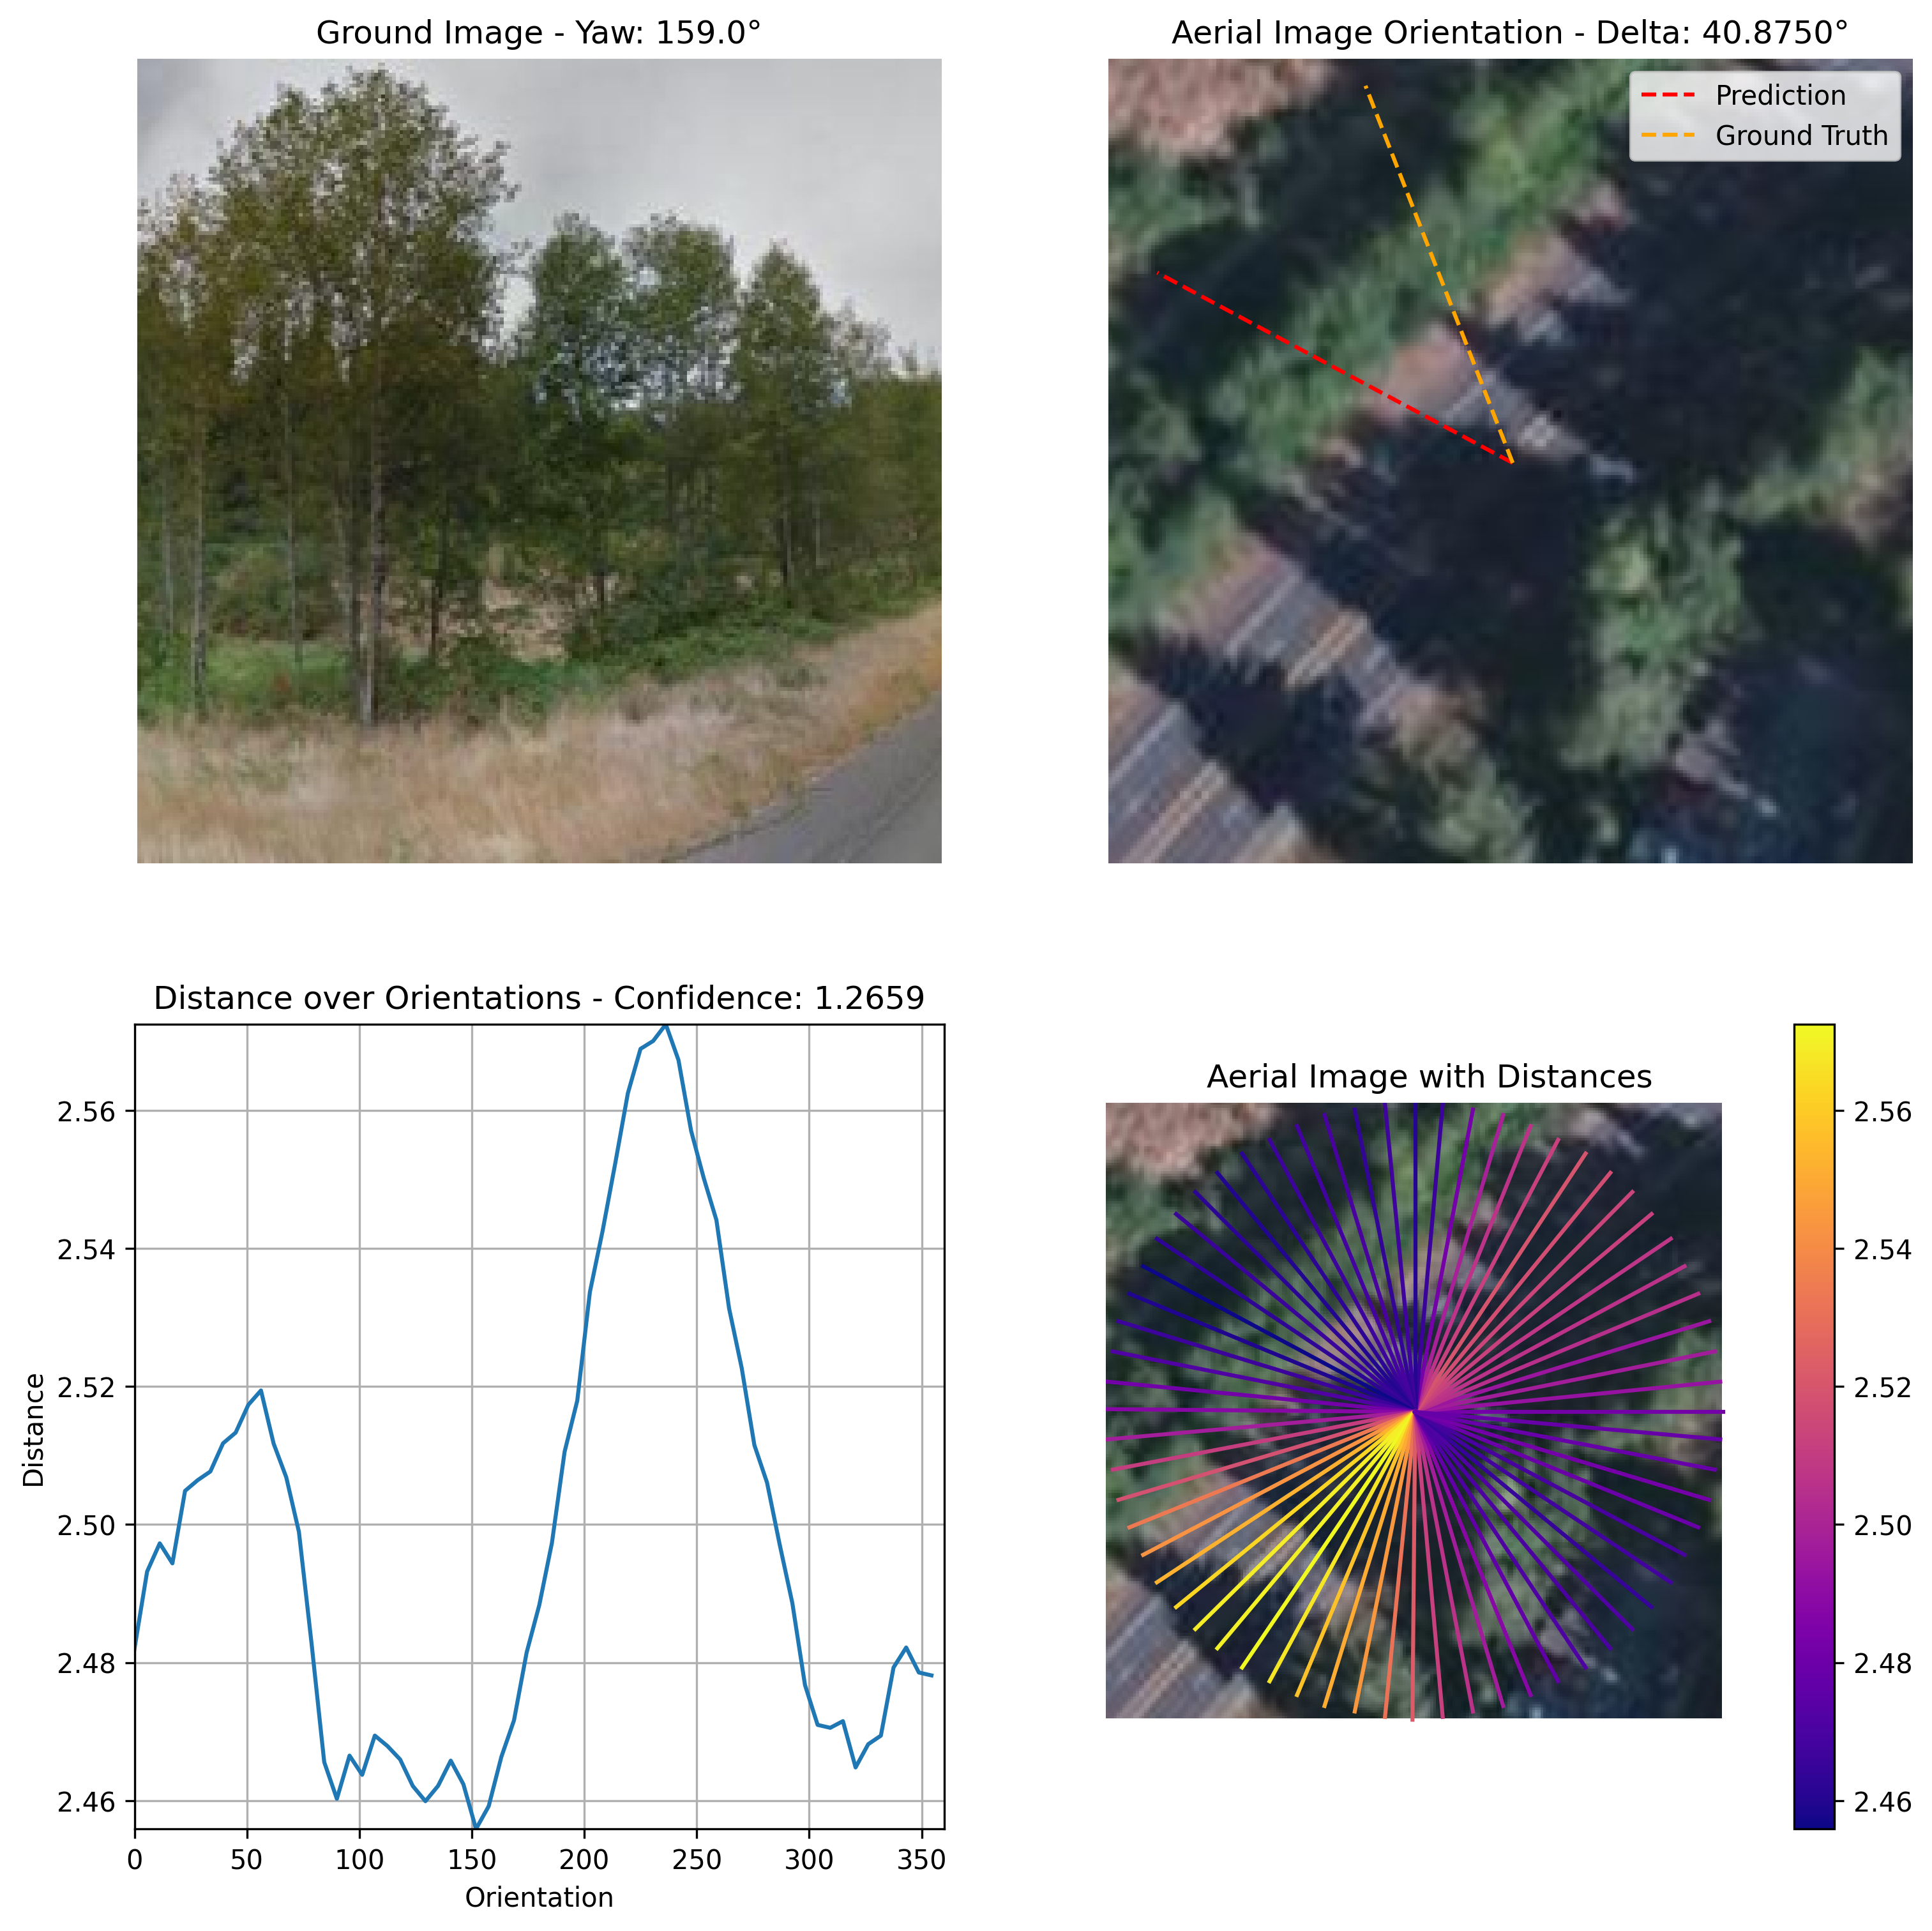 Ground Image - Yaw: 159.0°
Aerial Image Orientation - Delta: 40.8750°
Prediction
Ground Truth
Distance over Orientations - Confidence: 1.2659
Distance
2.56
2.54
2.52
2.50
2.48
2.46
0 50 100 150 200 250 300 350
Orientation
Aerial Image with Distances
2.56
2.54
2.52
2.50
2.48
2.46